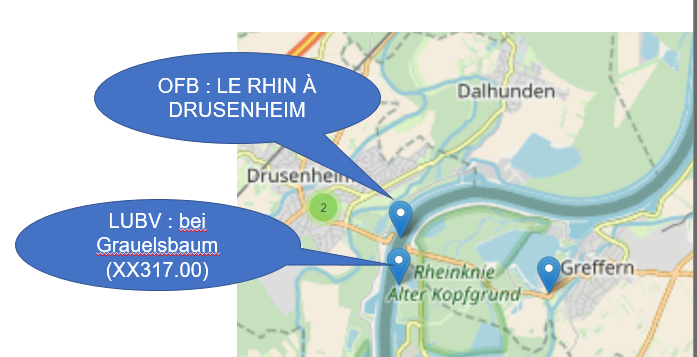 OFB : LE RHIN À
DRUSENHEIM
Dalhunden
Drusenheim
2
LUBV : bei
Grauelsbaum
(XX317.00)
Rheinknie
Alter Kopfgrund
Greffern